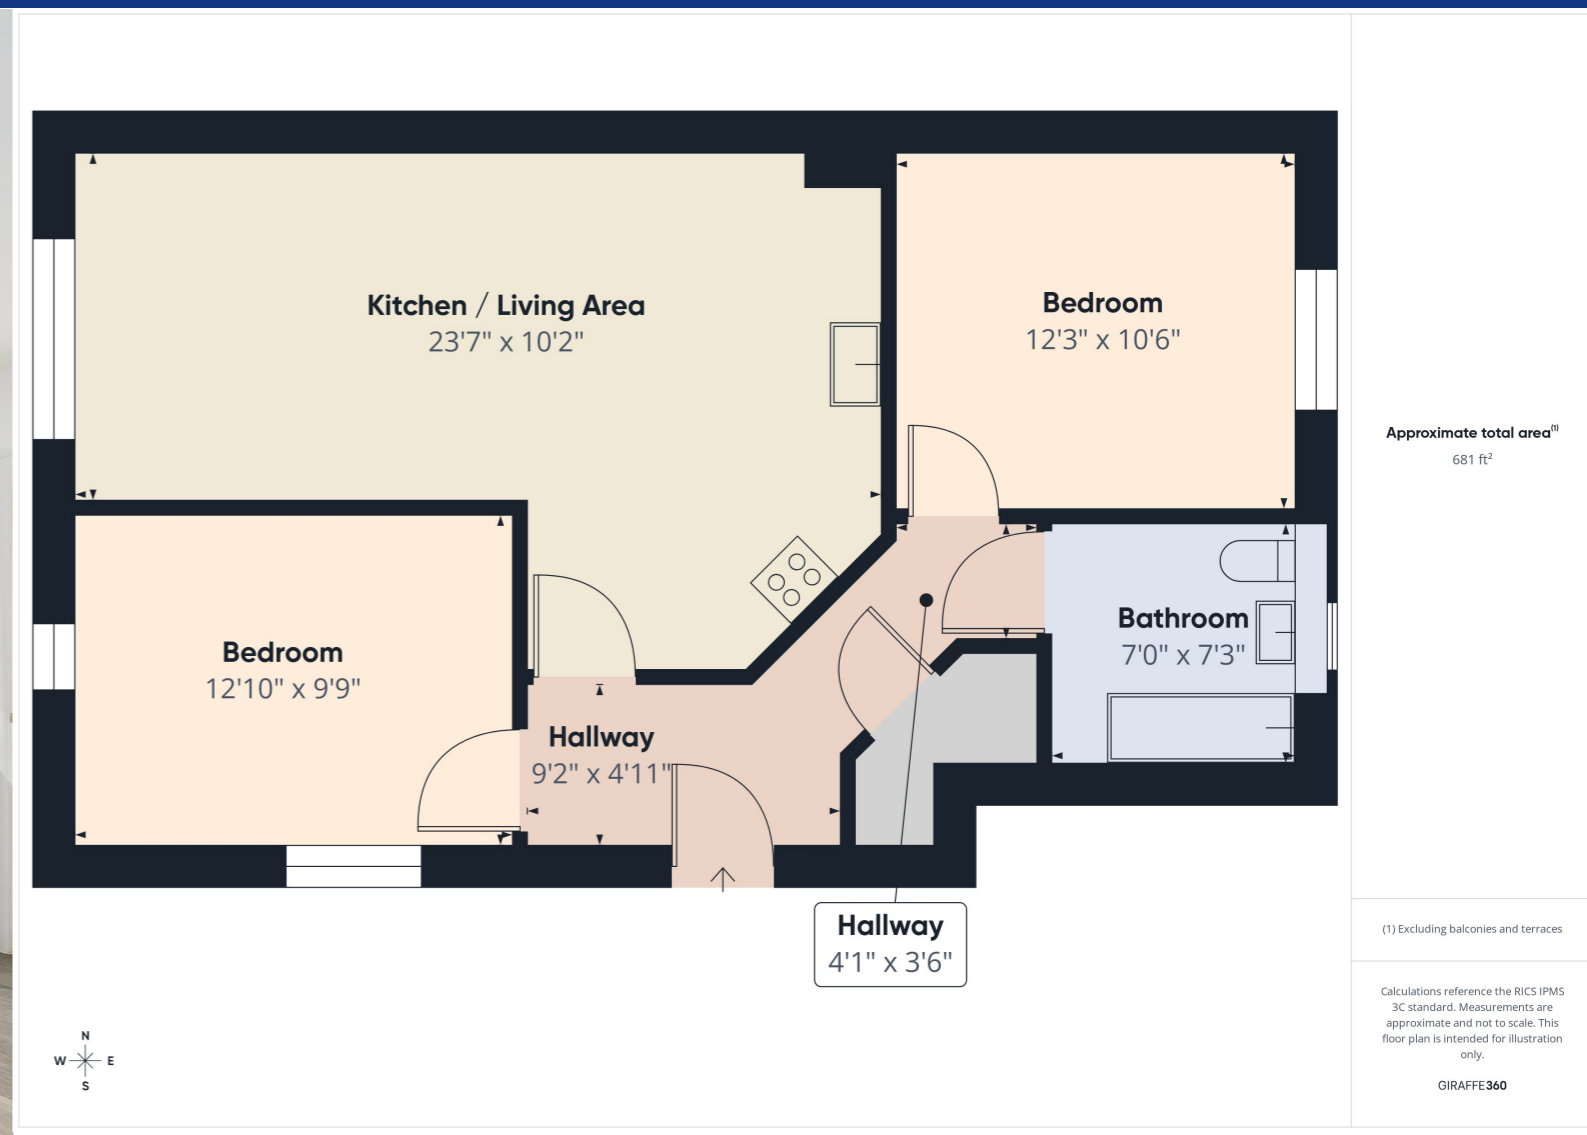 Kitchen / Living Area
23'7" x 10'2"
Bedroom
12'3" x 10'6"
Bedroom
12'10" x 9'9"
Hallway
9'2" x 4'11"
Bathroom
7'0" x 7'3"
Hallway
4'1" x 3'6"
N
W E
S
Approximate total area(1)
681 ft²
(1) Excluding balconies and terraces
Calculations reference the RICS IPMS
3C standard. Measurements are
approximate and not to scale. This
floor plan is intended for illustration
only.
GIRAFFE360